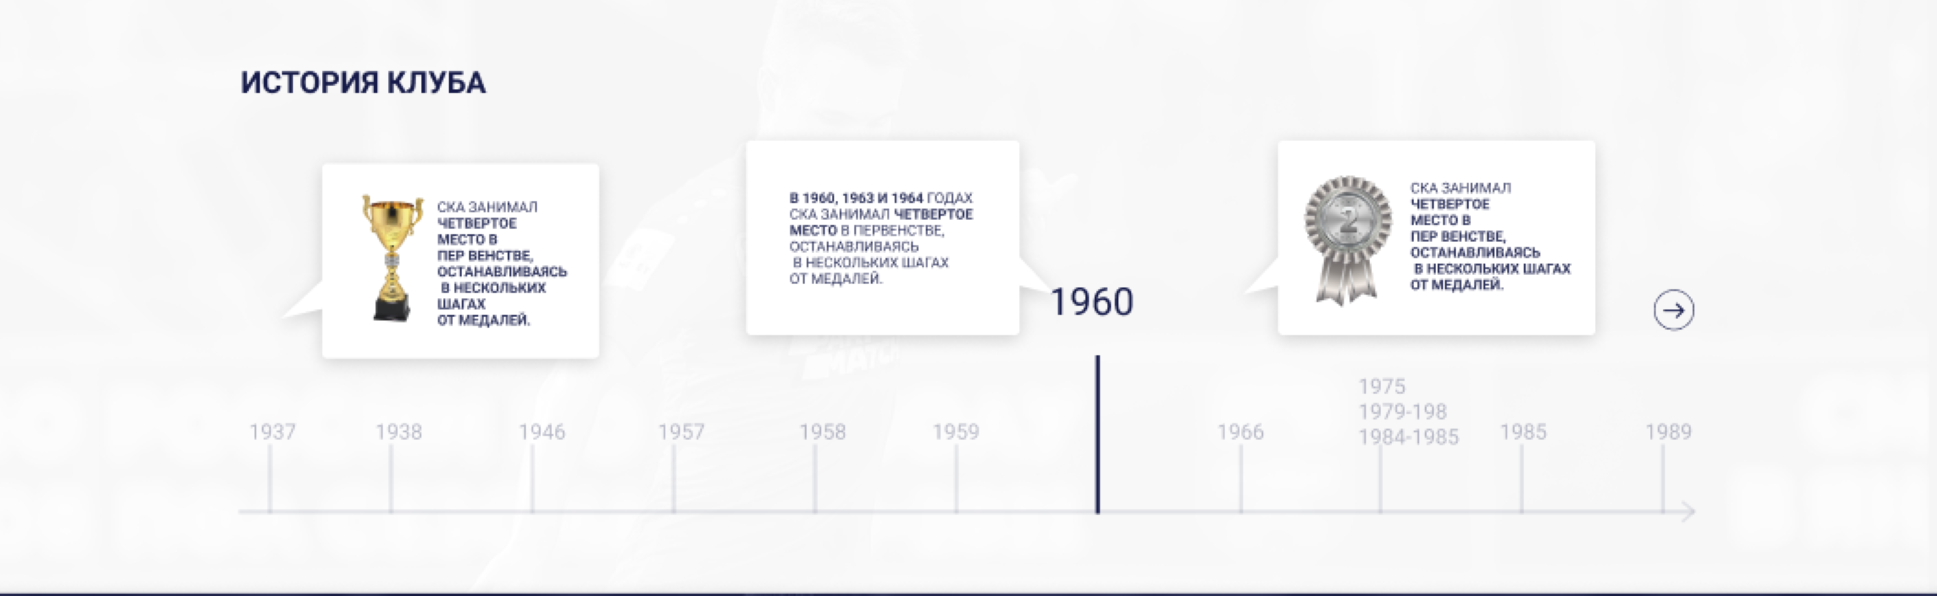 ИСТОРИЯ КЛУБА
СКА ЗАНИМАЛ
ЧЕТВЕРТОЕ
МЕСТО В
ПЕР ВЕНСТВЕ,
ОСТАНАВЛИВАЯСЬ
В НЕСКОЛЬКИХ
ШАГАХ
ОТ МЕДАЛЕЙ.
В 1960, 1963 И 1964 ГОДАХ
СКА ЗАНИМАЛ ЧЕТВЕРТОЕ
МЕСТО В ПЕРВЕНСТВЕ,
ОСТАНАВЛИВАЯСЬ
В НЕСКОЛЬКИХ ШАГАХ
ОТ МЕДАЛЕЙ.
1960
2
СКА ЗАНИМАЛ
ЧЕТВЕРТОЕ
МЕСТО В
ПЕР ВЕНСТВЕ,
ОСТАНАВЛИВАЯСЬ
В НЕСКОЛЬКИХ ШАГАХ
ОТ МЕДАЛЕЙ.
1937
1938
1946
1957
1958
1959
1966
1975
1979-198
1984-1985
1985
1989